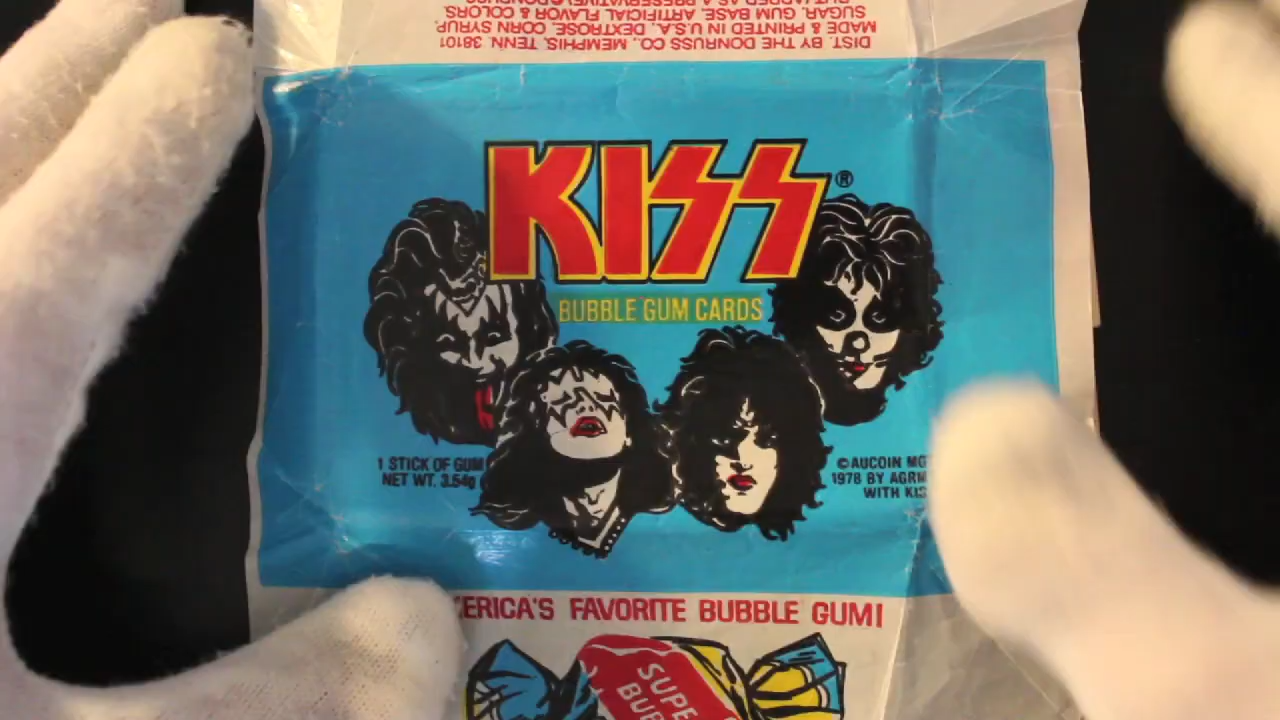 DIST. BY THE DONRUSS CO., MEMPHIS, TENN. 38101
MADE & PRINTED IN U.S.A. DEXTROSE, CORN SYRUP,
SUGAR, GUM BASE, ARTIFICIAL FLAVOR & COLORS.
KISS®
BUBBLE GUM CARDS
1 STICK OF GUM
NET WT. 3.54g
©AUCOIN MG
1978 BY AGRM
WITH KIS
ERICA'S FAVORITE BUBBLE GUM!
SUPE
BUB